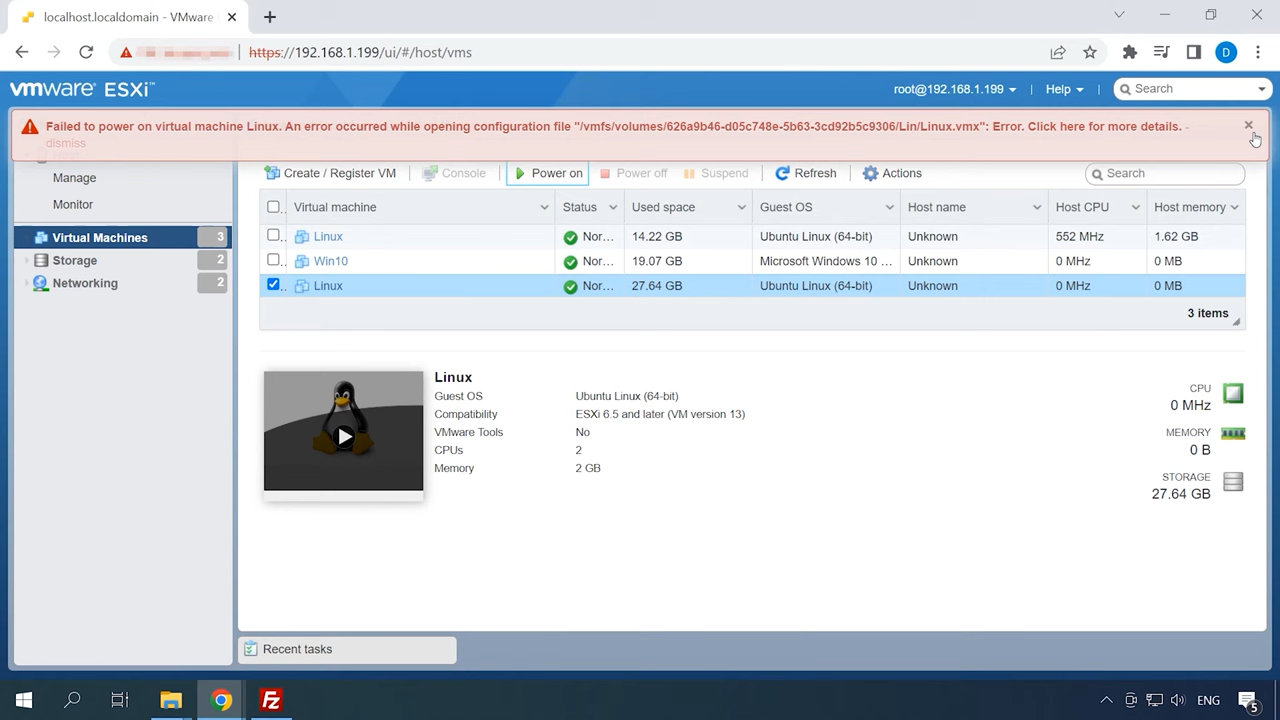 localhost.localdomain - VMware
https://192.168.1.199/ui/#/host/vms
D
vmware ESXi™
root@192.168.1.199
Help
Search
Failed to power on virtual machine Linux. An error occurred while opening configuration file "/vmfs/volumes/626a9b46-dd5c748e-5b63-3cd92b5c9306/Lin/Linux.vmx": Error. Click here for more details. -
dismiss
Manage
Monitor
Virtual Machines 3
Storage 2
Networking 2
Create / Register VM
Console
Power on
Power off
Suspend
Refresh
Actions
Search
Virtual machine Status Used space Guest OS Host name Host CPU Host memory
Linux Nor... 14.22 GB Ubuntu Linux (64-bit) Unknown 552 MHz 1.62 GB
Win10 Nor... 19.07 GB Microsoft Windows 10 ... Unknown 0 MHz 0 MB
Linux Nor... 27.64 GB Ubuntu Linux (64-bit) Unknown 0 MHz 0 MB
3 items
Linux
Guest OS Ubuntu Linux (64-bit)
Compatibility ESXi 6.5 and later (VM version 13)
VMware Tools No
CPUs 2
Memory 2 GB
CPU
0 MHz
MEMORY
0 B
STORAGE
27.64 GB
Recent tasks
Fz
ENG
5